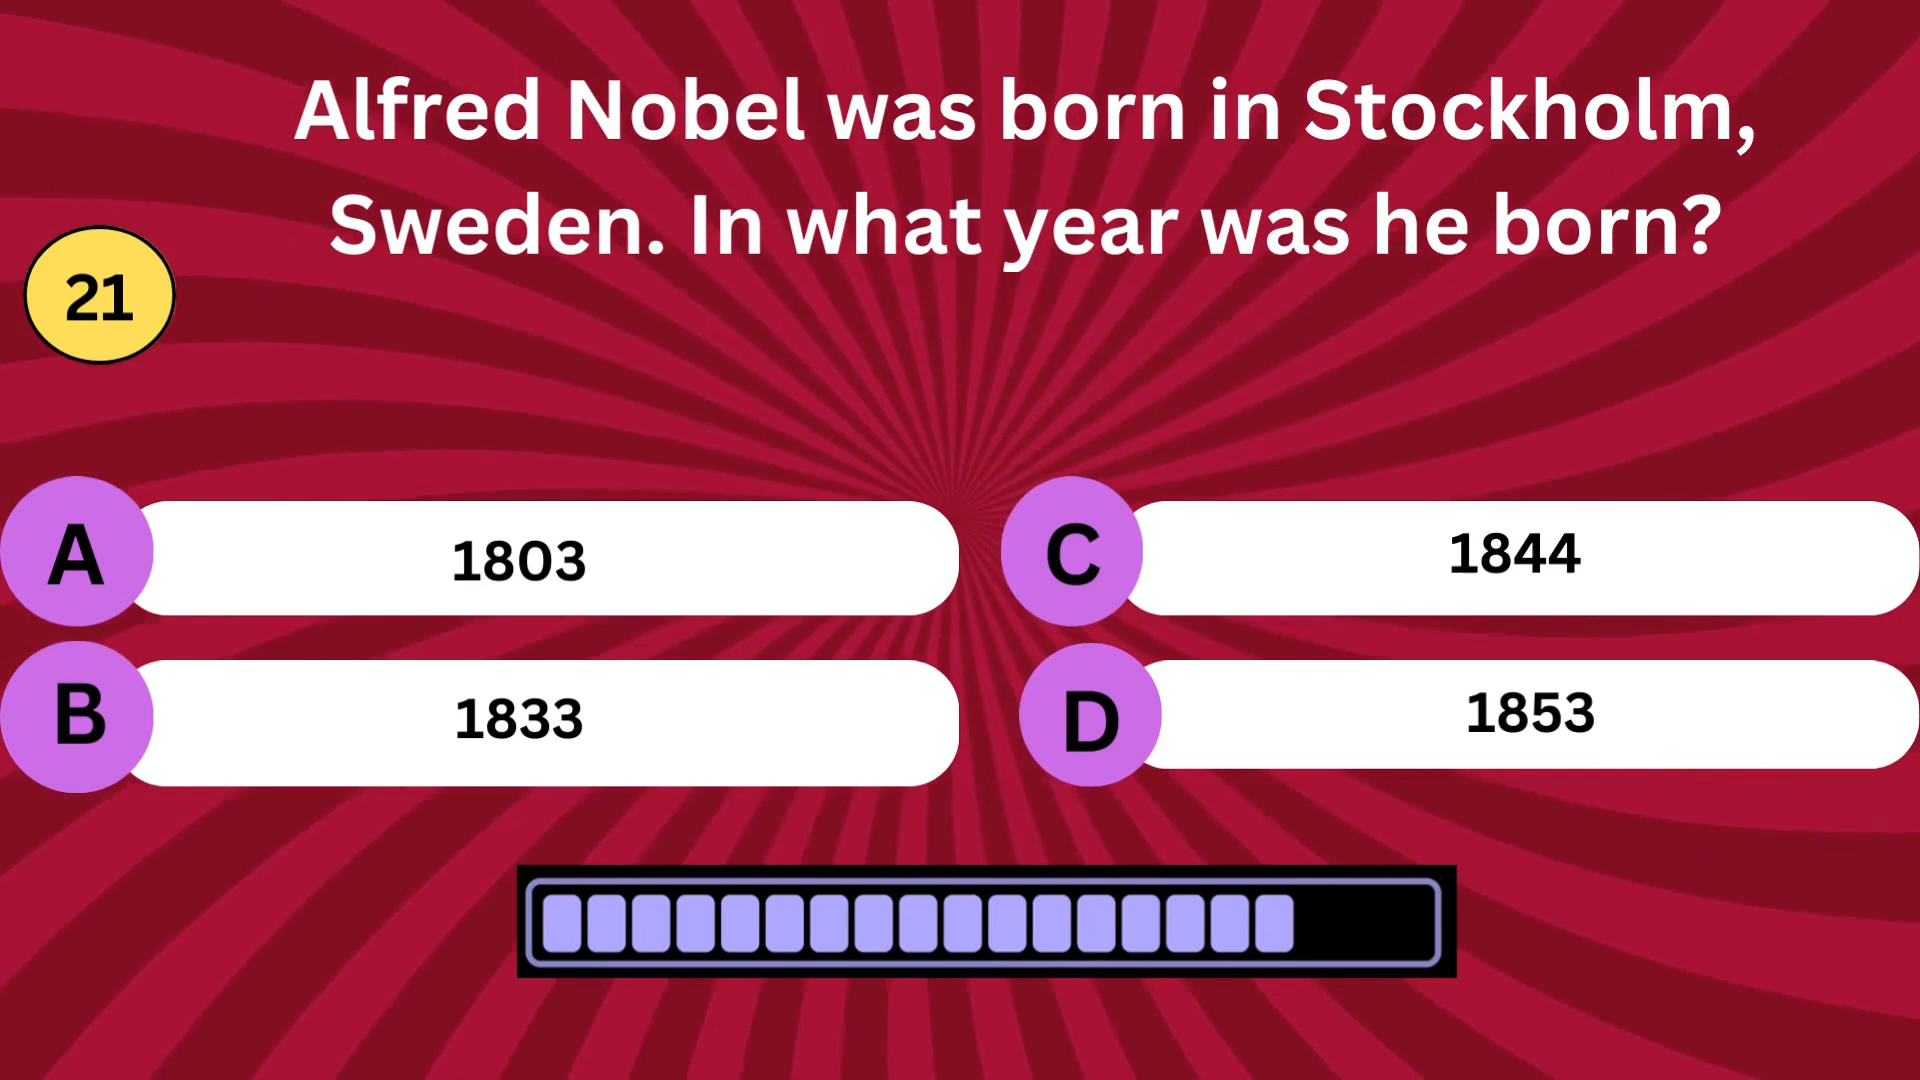 Alfred Nobel was born in Stockholm,
Sweden. In what year was he born?
21
A
1803
B
1833
C
1844
D
1853